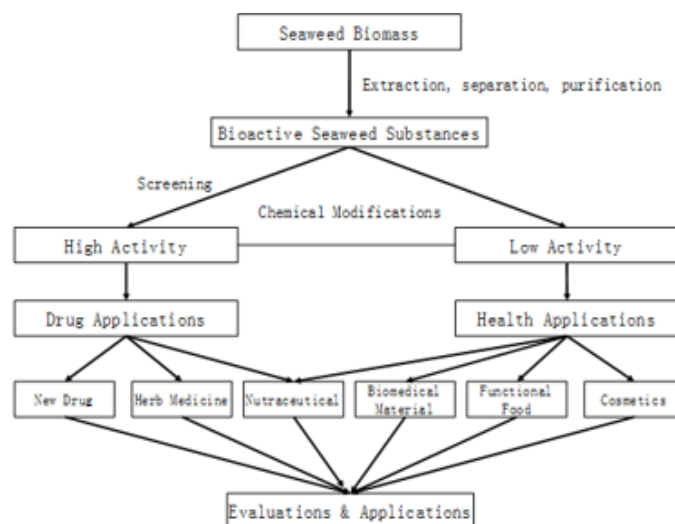 Seaweed Biomass
Extraction, separation, purification
Bioactive Seaweed Substances
Screening
Chemical Modifications
High Activity
Low Activity
Drug Applications
Health Applications
New Drug
Herb Medicine
Nutraceutical
Biomedical
Material
Functional
Food
Cosmetics
Evaluations & Applications